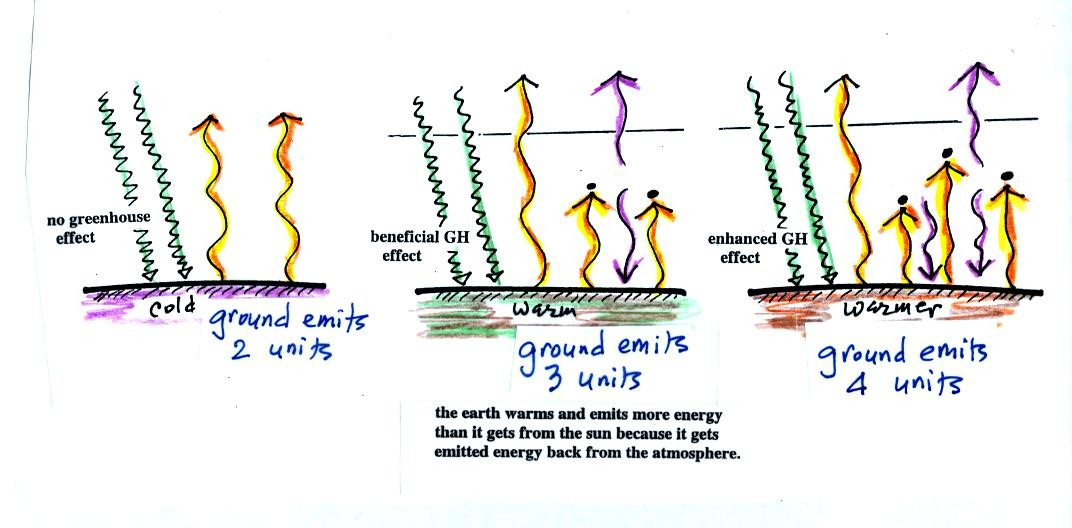 no greenhouse
effect
cold
ground emits
2 units
beneficial GH
effect
warm
ground emits
3 units
enhanced GH
effect
warmer
ground emits
4 units
the earth warms and emits more energy
than it gets from the sun because it gets
emitted energy back from the atmosphere.